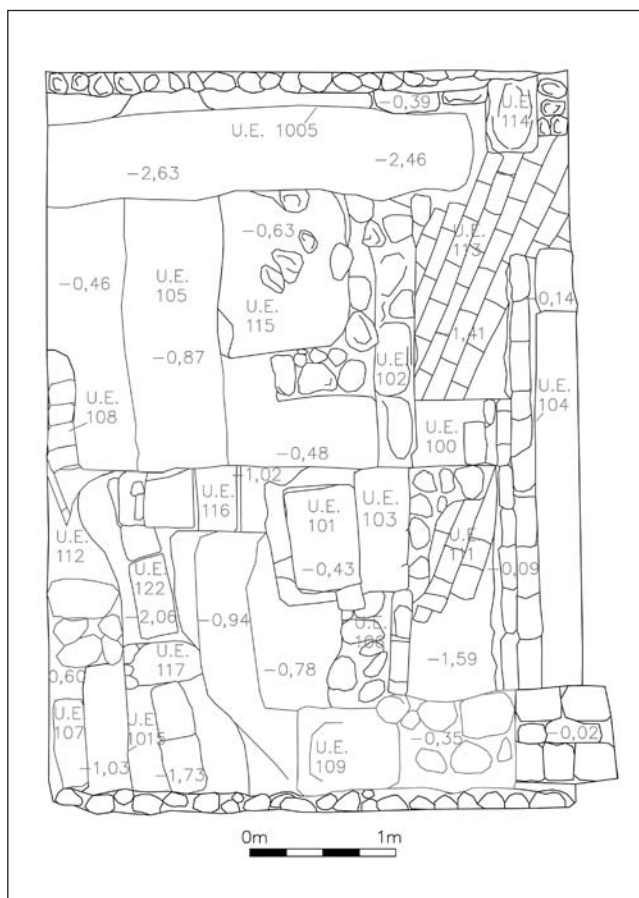 -0,39
U.E.
114
U.E. 1005
-2,63
-2,46
-0,63
U.E.
113
-0,46
U.E.
105
-0,14
U.E.
115
-1,41
-0,87
U.E.
102
U.E.
104
U.E.
108
U.E.
100
-0,48
-1,02
U.E.
116
U.E.
101
U.E.
103
U.E.
111
U.E.
112
-0,43
-0,09
U.E.
122
-2,06
-0,94
U.E.
-1,59
U.E.
117
-0,78
0,60
U.E.
107
U.E.
1015
-0,35
-0,02
-1,03
-1,73
U.E.
109
0m 1m